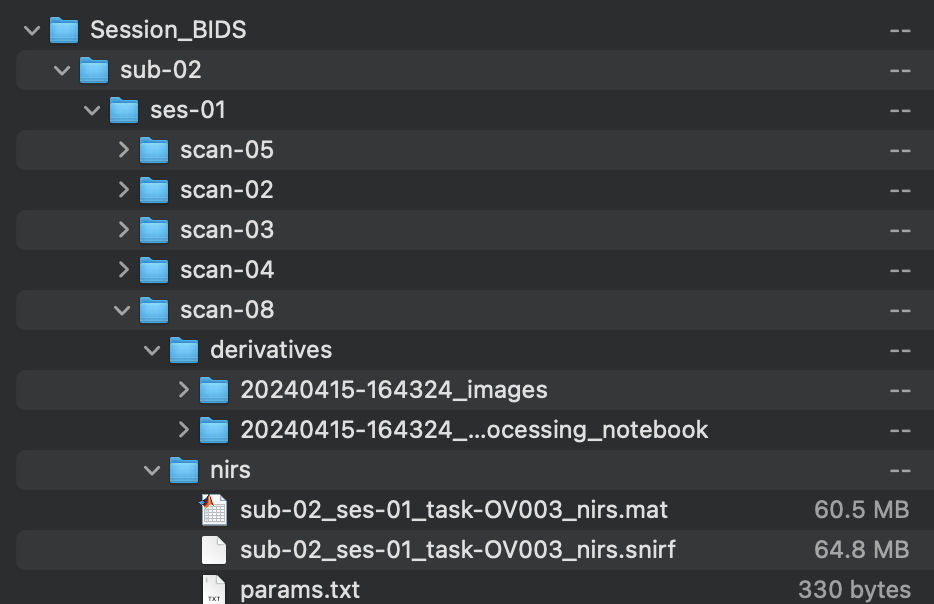 Session_BIDS --
sub-02 --
ses-01 --
scan-05 --
scan-02 --
scan-03 --
scan-04 --
scan-08 --
derivatives --
20240415-164324_images --
20240415-164324_...ocessing_notebook --
nirs --
sub-02_ses-01_task-OV003_nirs.mat 60.5 MB
sub-02_ses-01_task-OV003_nirs.snirf 64.8 MB
TXT params.txt 330 bytes